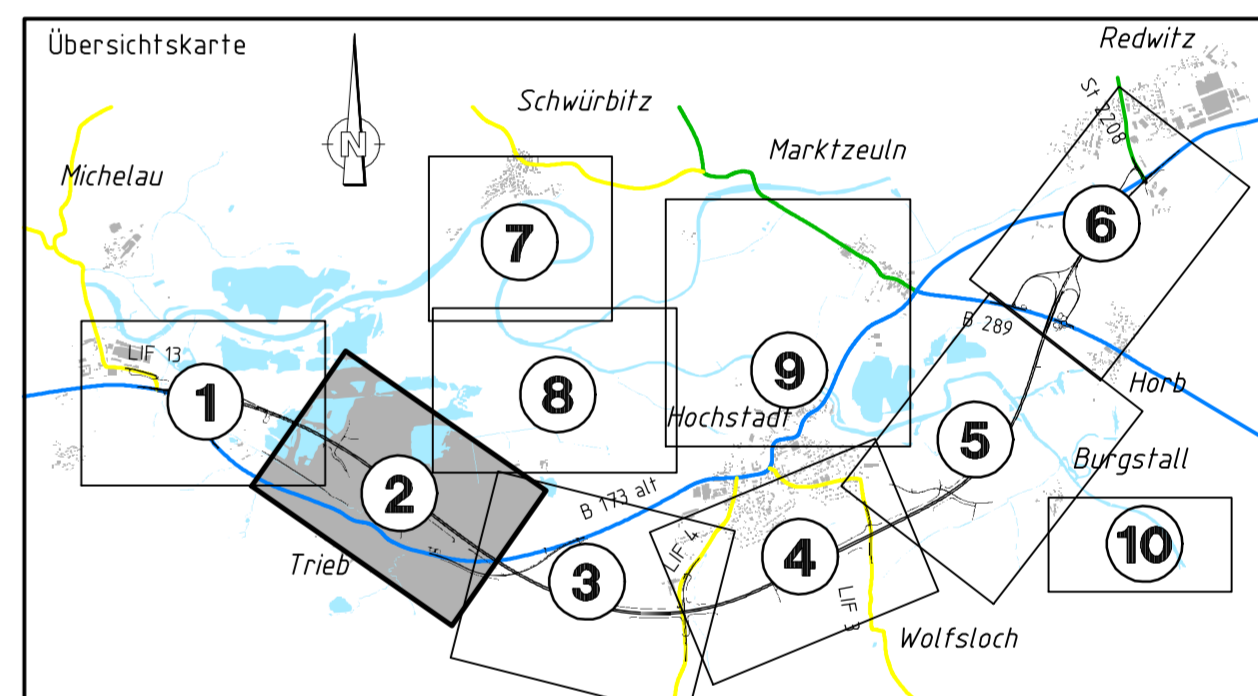 Übersichtskarte
Redwitz
St 2208
Schwürbitz
N
Marktzeuln
Michelau
6
7
B 289
LIF 13
9
8
Horb
1
Hochstadt
5
Burgstall
2
B 173 alt
10
4
Trieb
3
LIF 4
LIF 3
Wolfsloch